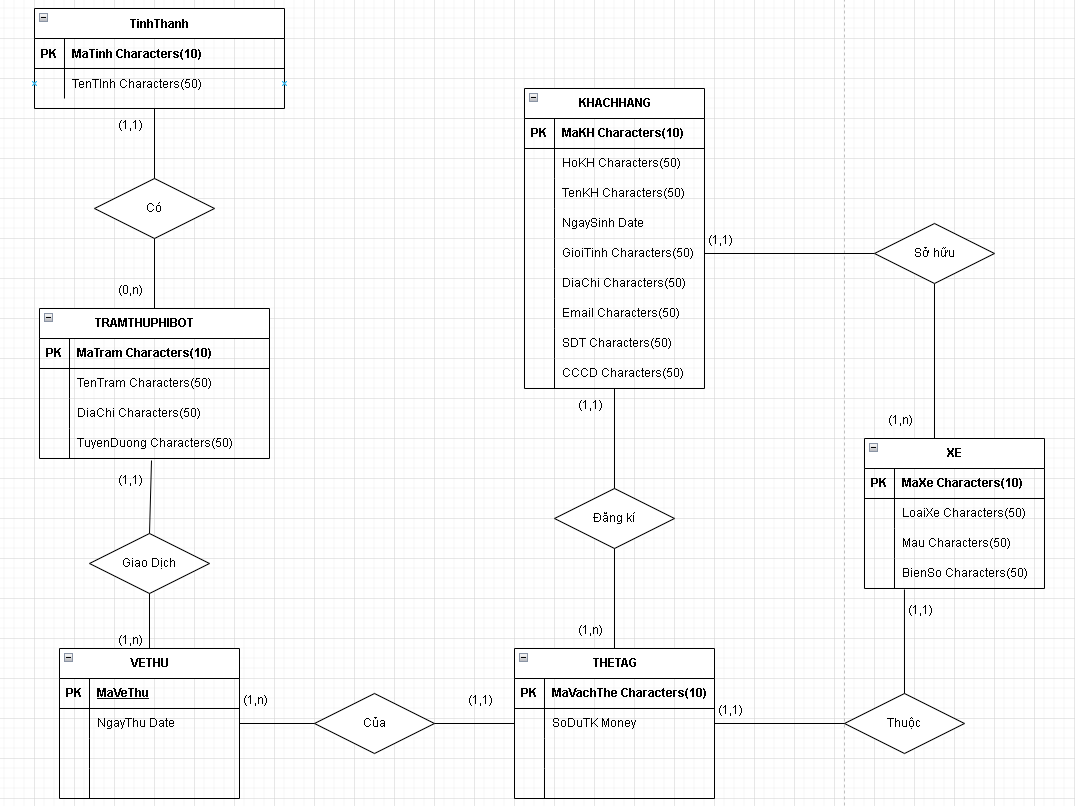 TinhThanh
PK MaTinh Characters(10)
TenTInh Characters(50)
(1,1)
Có
(0,n)
TRAMTHUPHIBOT
PK MaTram Characters(10)
TenTram Characters(50)
DiaChi Characters(50)
TuyenDuong Characters(50)
(1,1)
Giao Dịch
(1,n)
VETHU
PK MaVeThu
NgayThu Date
(1,n)
Của
(1,1)
KHACHHANG
PK MaKH Characters(10)
HoKH Characters(50)
TenKH Characters(50)
NgaySinh Date
GioiTinh Characters(50)
DiaChi Characters(50)
Email Characters(50)
SDT Characters(50)
CCCD Characters(50)
(1,1)
Đăng kí
(1,n)
THETAG
PK MaVachThe Characters(10)
SoDuTK Money
(1,1)
Sở hữu
(1,n)
XE
PK MaXe Characters(10)
LoaiXe Characters(50)
Mau Characters(50)
BienSo Characters(50)
(1,1)
Thuộc
(1,1)